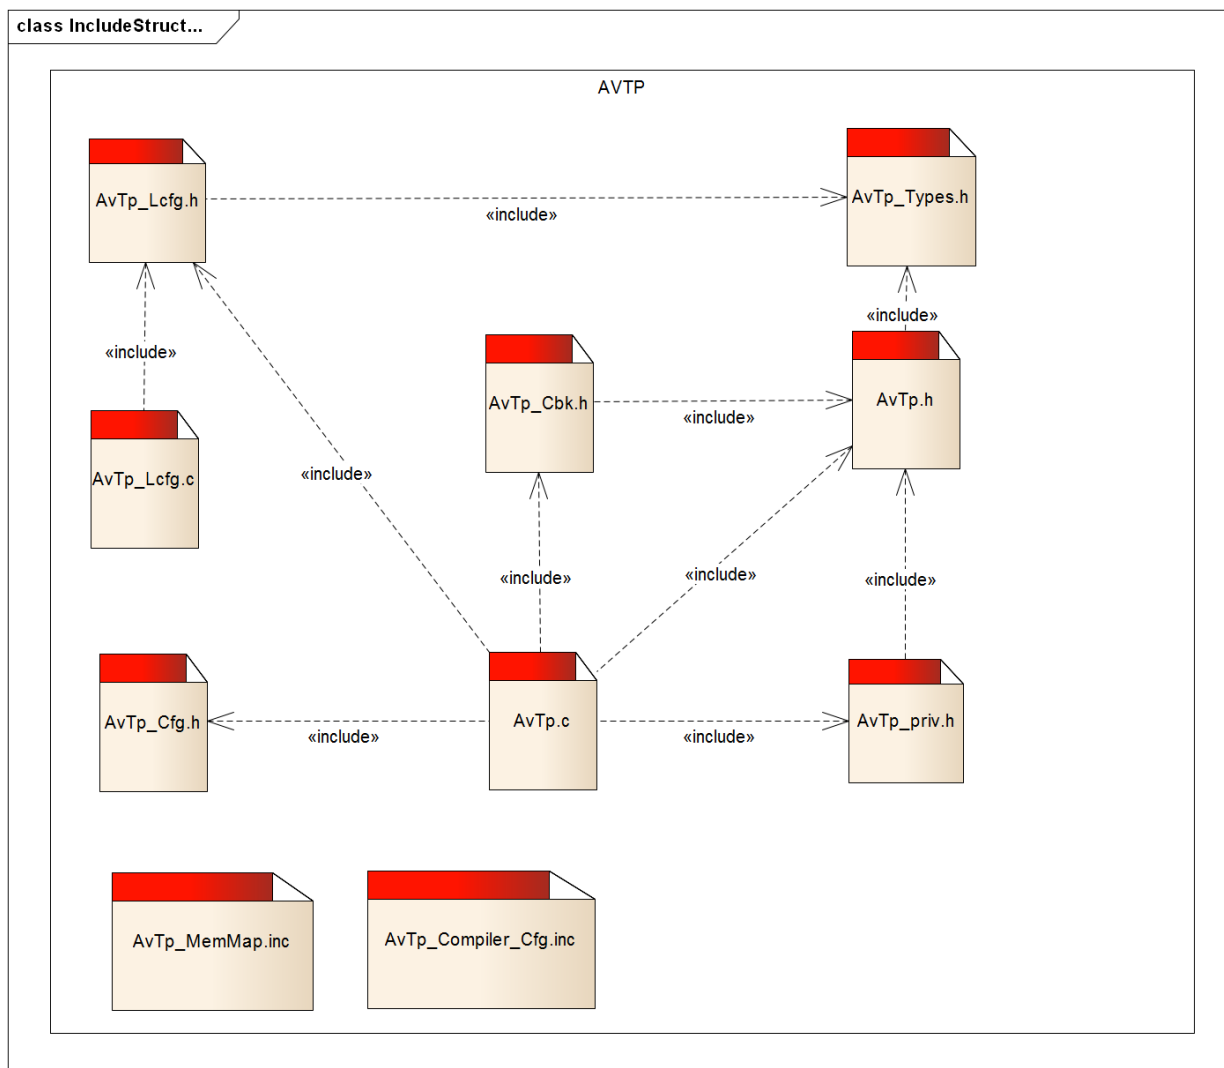 class IncludeStruct...
AVTP
AvTp_Lcfg.h
AvTp_Types.h
«include»
«include»
«include»
AvTp_Cbk.h
AvTp.h
«include»
AvTp_Lcfg.c
«include»
«include»
«include»
«include»
AvTp_Cfg.h
AvTp.c
AvTp_priv.h
«include»
«include»
AvTp_MemMap.inc
AvTp_Compiler_Cfg.inc